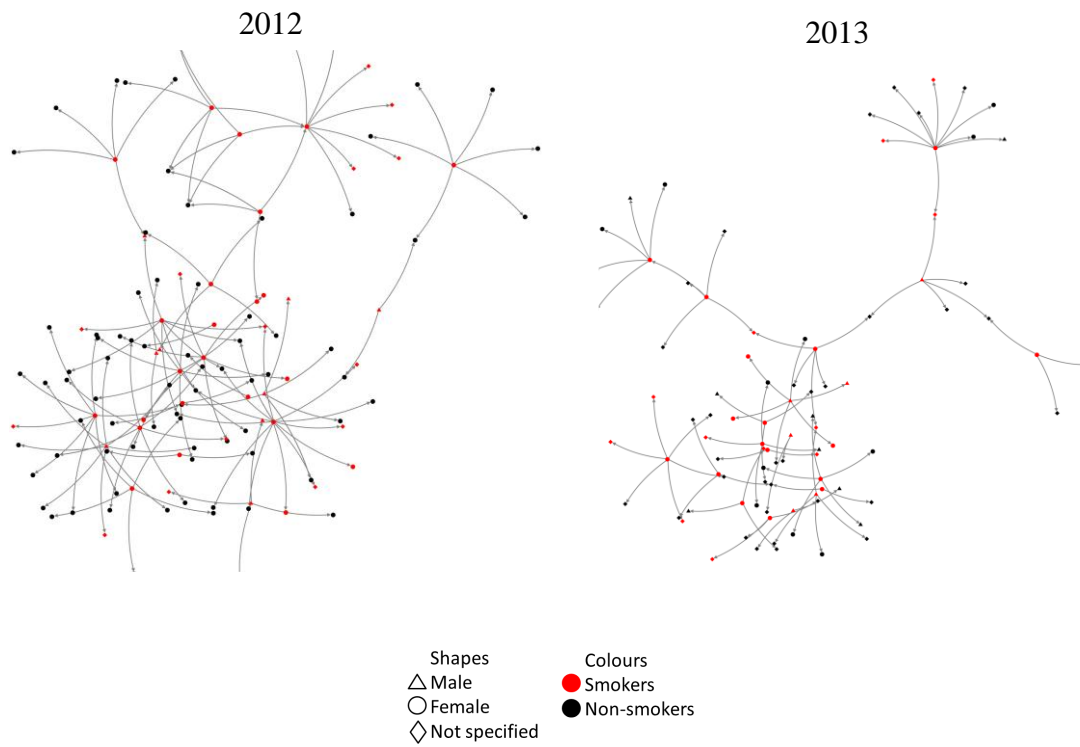 2012
2013
Shapes
Male
Female
Not specified
Colours
Smokers
Non-smokers